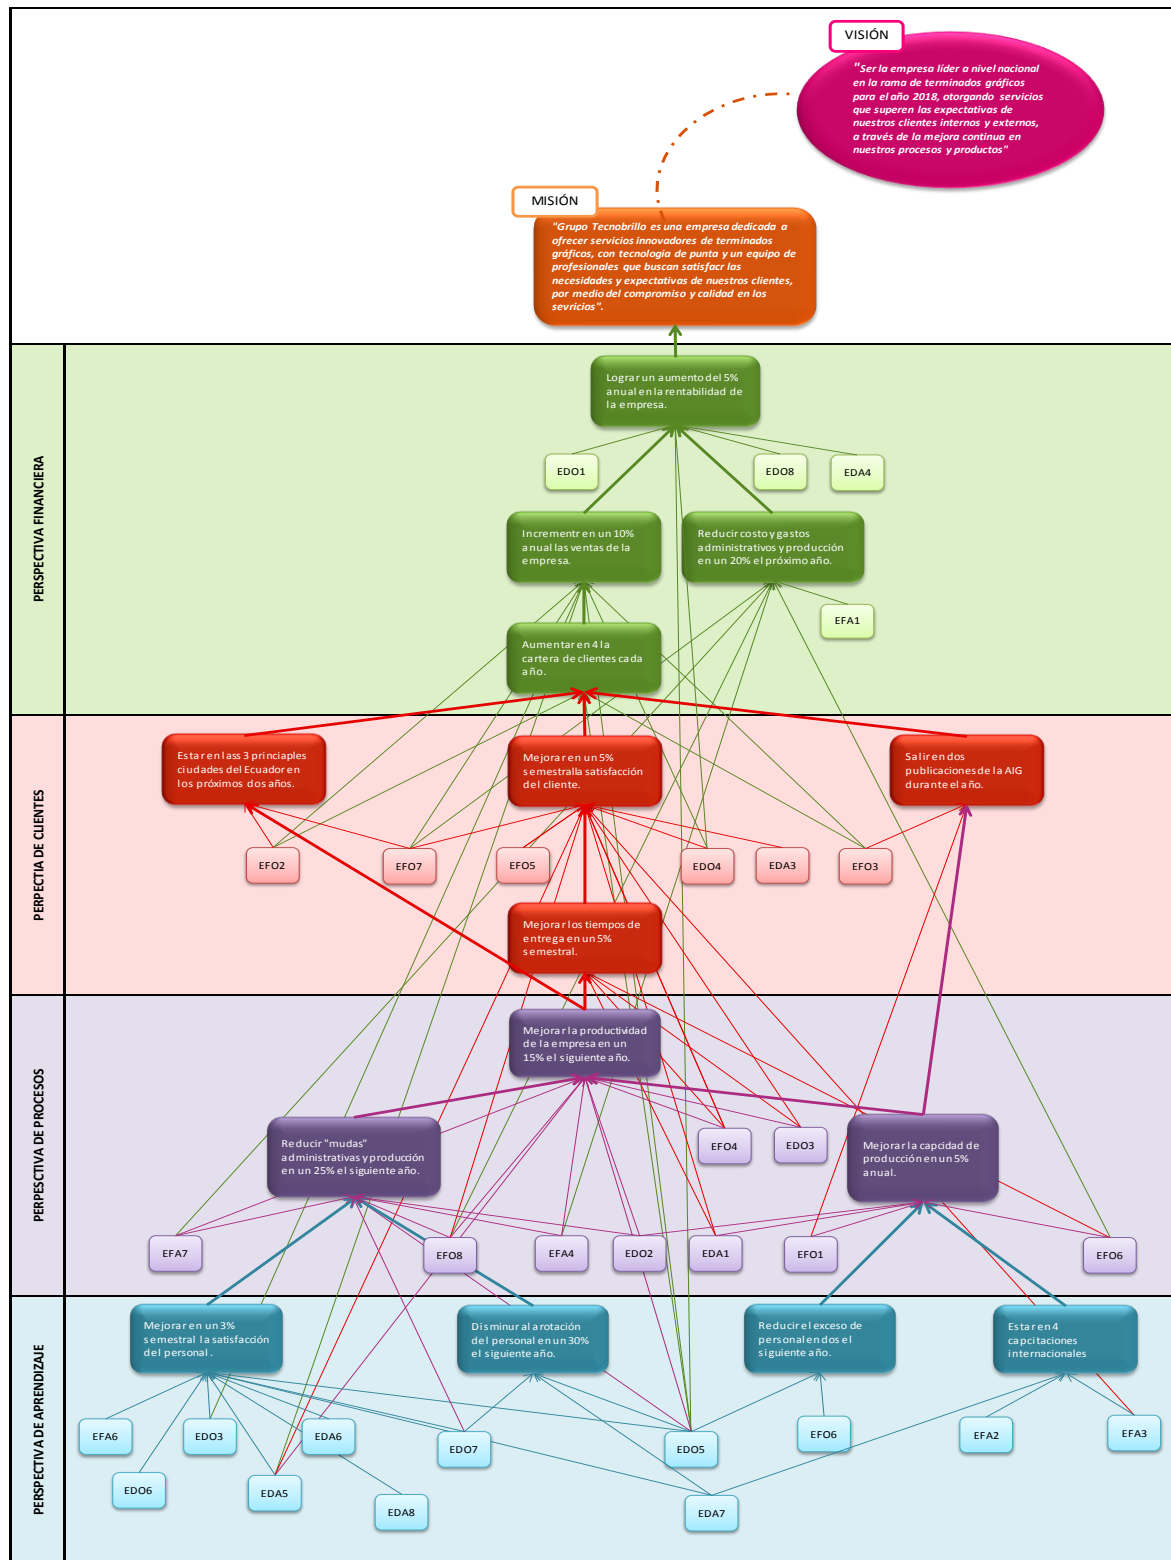 VISIÓN
"Ser la empresa líder a nivel nacional
en la rama de terminados gráficos
para el año 2018, otorgando servicios
que superen las expectativas de
nuestros clientes internos y externos,
a través de la mejora continua en
nuestros procesos y productos"
MISIÓN
"Grupo Tecnobrillo es una empresa dedicada a
ofrecer servicios innovadores de terminados
gráficos, con tecnología de punta y un equipo de
profesionales que buscan satisfacr las
necesidades y expectativas de nuestros clientes,
por medio del compromiso y calidad en los
sevricios".
PERSPECTIVA FINANCIERA
Lograr un aumento del 5%
anual en la rentabilidad de
la empresa.
EDO1
EDO8
EDA4
Incrementr en un 10%
anual las ventas de la
empresa.
Reducir costo y gastos
administrativos y producción
en un 20% el próximo año.
EFA1
Aumentar en 4 la
cartera de clientes cada
año.
PERPECTIA DE CLIENTES
Estar en lass 3 princiaples
ciudades del Ecuador en
los próximos dos años.
Mejorar en un 5%
semestralla satisfacción
del cliente.
Salir en dos
publicaciones de la AIG
durante el año.
EFO2
EFO7
EFO5
EDO4
EDA3
EFO3
Mejorar los tiempos de
entrega en un 5%
semestral.
PERPESCTIVA DE PROCESOS
Mejorar la productividad
de la empresa en un
15% el siguiente año.
Reducir "mudas"
administrativas y producción
en un 25% el siguiente año.
EFO4
EDO3
Mejorar la capcidad de
producción en un 5%
anual.
EFA7
EFO8
EFA4
EDO2
EDA1
EFO1
EFO6
PERSPECTIVA DE APRENDIZAJE
Mejorar en un 3%
semestral la satisfacción
del personal .
Disminur al a rotación
del personal en un 30%
el siguiente año.
Reducir el exceso de
personal en dos el
siguiente año.
Estar en 4
capcitaciones
internacionales
EFA6
EDO3
EDA6
EDO7
EDO5
EFO6
EFA2
EFA3
EDO6
EDA5
EDA8
EDA7